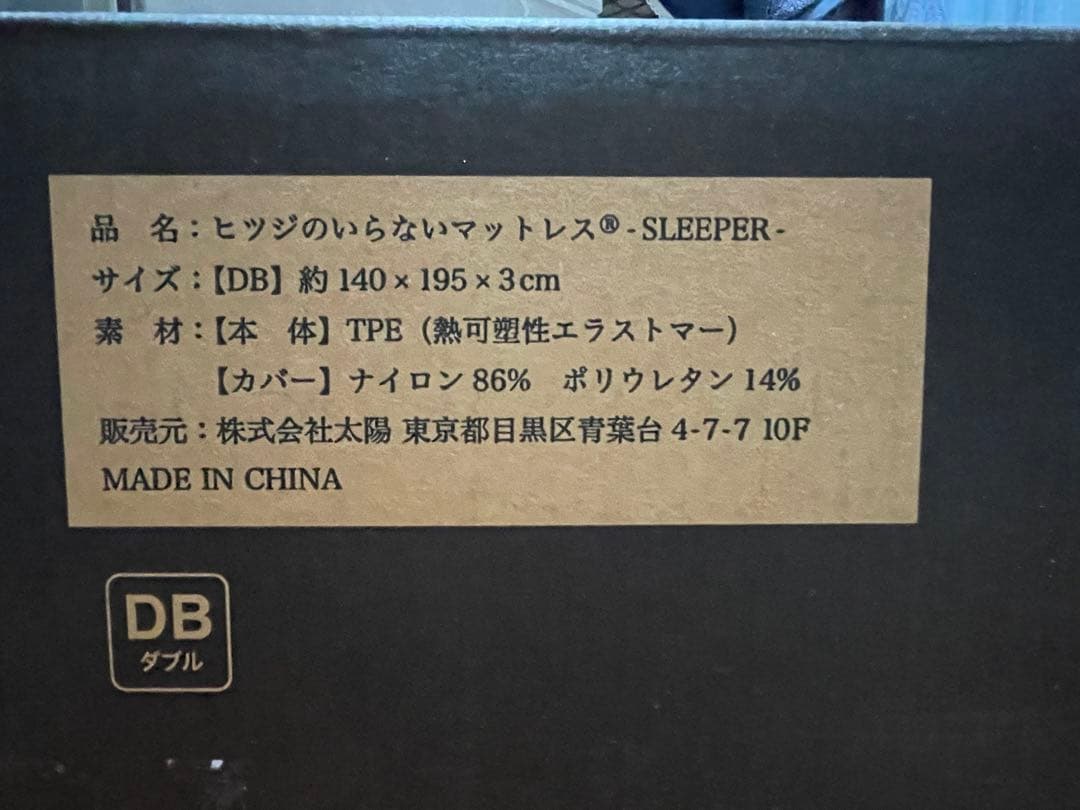 品　名：ヒツジのいらないマットレス® - SLEEPER -
サイズ：【DB】約 140 × 195 × 3cm
素　材：【本　体】TPE（熱可塑性エラストマー）
【カバー】ナイロン 86%　ポリウレタン 14%
販売元：株式会社太陽 東京都目黒区青葉台 4-7-7 10F
MADE IN CHINA
DB
ダブル